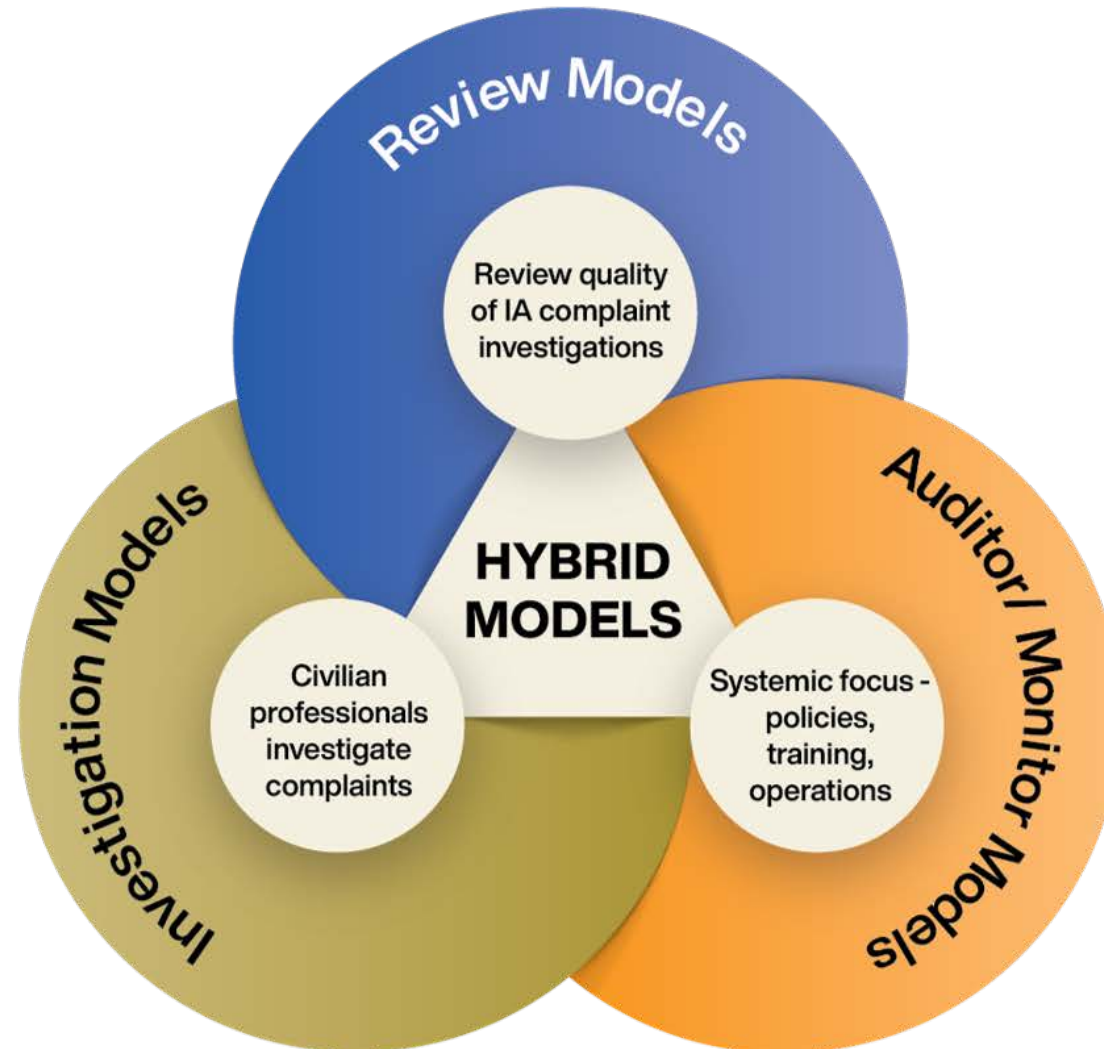 Review Models
Review quality
of IA complaint
investigations
HYBRID
MODELS
Investigation Models
Civilian
professionals
investigate
complaints
Auditor/ Monitor Models
Systemic focus -
policies,
training,
operations